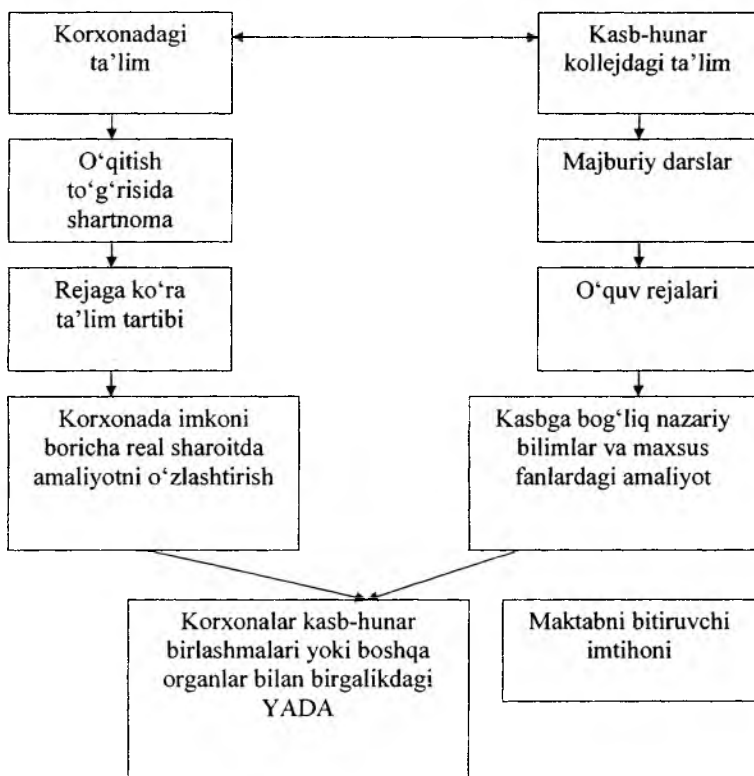 Korxonadagi
ta’lim
Kasb-hunar
kollejdagi ta’lim
O‘qitish
to‘g‘risida
shartnoma
Majburiy darslar
Rejaga ko‘ra
ta’lim tartibi
O‘quv rejalari
Korxonada imkoni
boricha real sharoitda
amaliyotni o‘zlashtirish
Kasbga bog‘liq nazariy
bilimlar va maxsus
fanlardagi amaliyot
Korxonalar kasb-hunar
birlashmalari yoki boshqa
organlar bilan birgalikdagi
YADA
Maktabni bitiruvchi
imtihoni